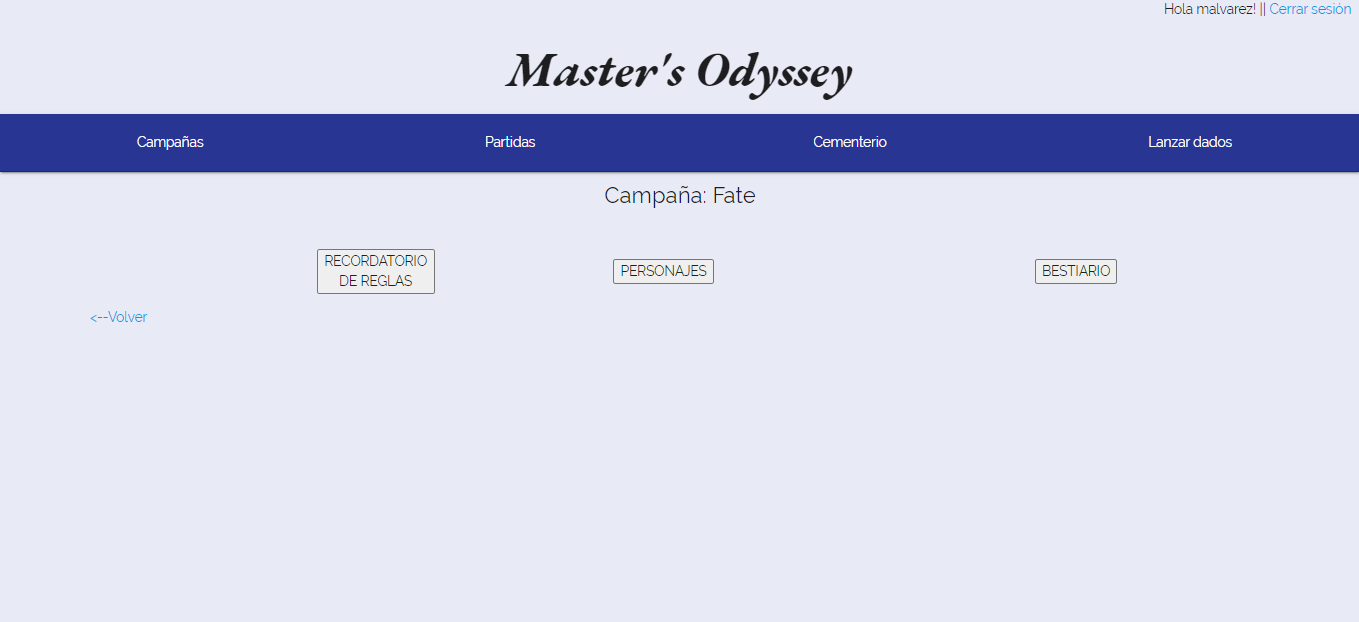 Hola malvarez! || Cerrar sesión
Master's Odyssey
Campañas Partidas Cementerio Lanzar dados
Campaña: Fate
RECORDATORIO
DE REGLAS
PERSONAJES
BESTIARIO
<--Volver